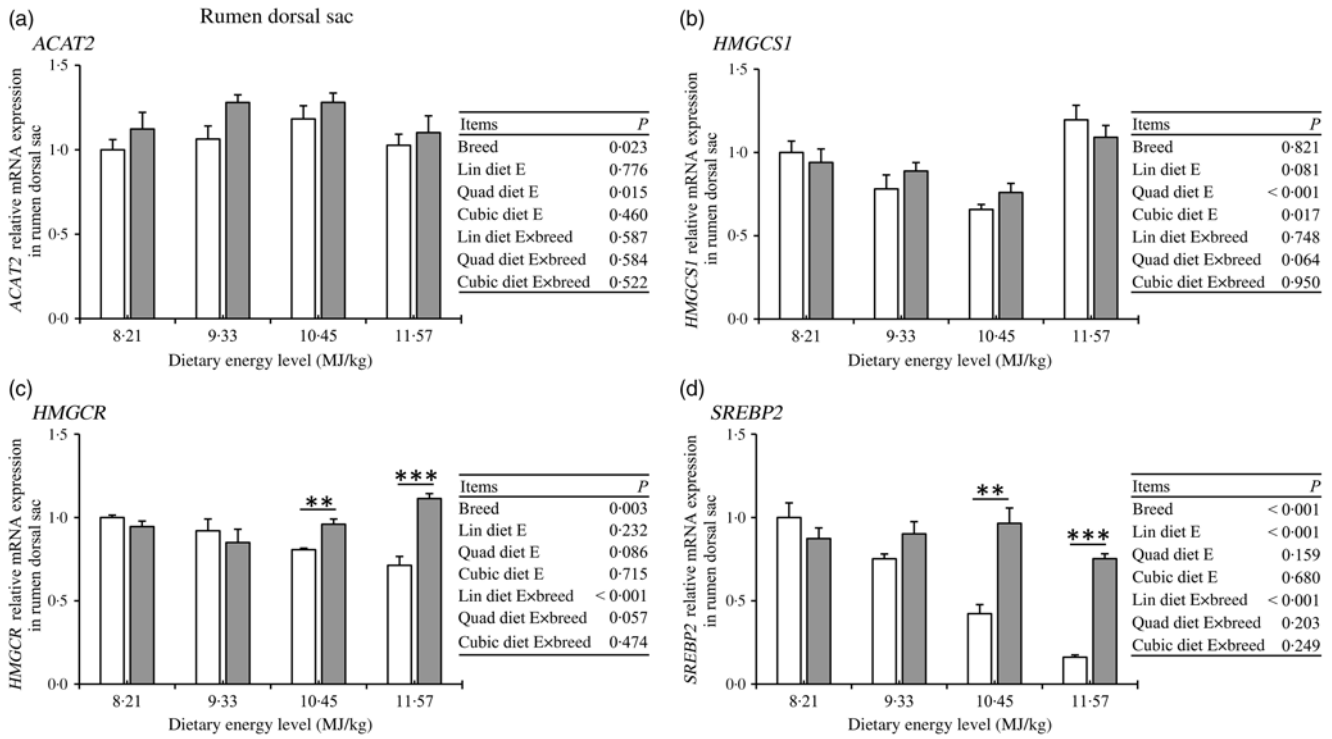 (a)
Rumen dorsal sac
ACAT2
ACAT2 relative mRNA expression
in rumen dorsal sac
1·5
1·0
0·5
0·0
8·21 9·33 10·45 11·57
Dietary energy level (MJ/kg)
Items P
Breed 0·023
Lin diet E 0·776
Quad diet E 0·015
Cubic diet E 0·460
Lin diet E×breed 0·587
Quad diet E×breed 0·584
Cubic diet E×breed 0·522
(b)
HMGCS1
HMGCS1 relative mRNA expression
in rumen dorsal sac
1·5
1·0
0·5
0·0
8·21 9·33 10·45 11·57
Dietary energy level (MJ/kg)
Items P
Breed 0·821
Lin diet E 0·081
Quad diet E < 0·001
Cubic diet E 0·017
Lin diet E×breed 0·748
Quad diet E×breed 0·064
Cubic diet E×breed 0·950
(c)
HMGCR
HMGCR relative mRNA expression
in rumen dorsal sac
1·5
1·0
0·5
0·0
** ***
8·21 9·33 10·45 11·57
Dietary energy level (MJ/kg)
Items P
Breed 0·003
Lin diet E 0·232
Quad diet E 0·086
Cubic diet E 0·715
Lin diet E×breed < 0·001
Quad diet E×breed 0·057
Cubic diet E×breed 0·474
(d)
SREBP2
SREBP2 relative mRNA expression
in rumen dorsal sac
1·5
1·0
0·5
0·0
** ***
8·21 9·33 10·45 11·57
Dietary energy level (MJ/kg)
Items P
Breed < 0·001
Lin diet E < 0·001
Quad diet E 0·159
Cubic diet E 0·680
Lin diet E×breed < 0·001
Quad diet E×breed 0·203
Cubic diet E×breed 0·249